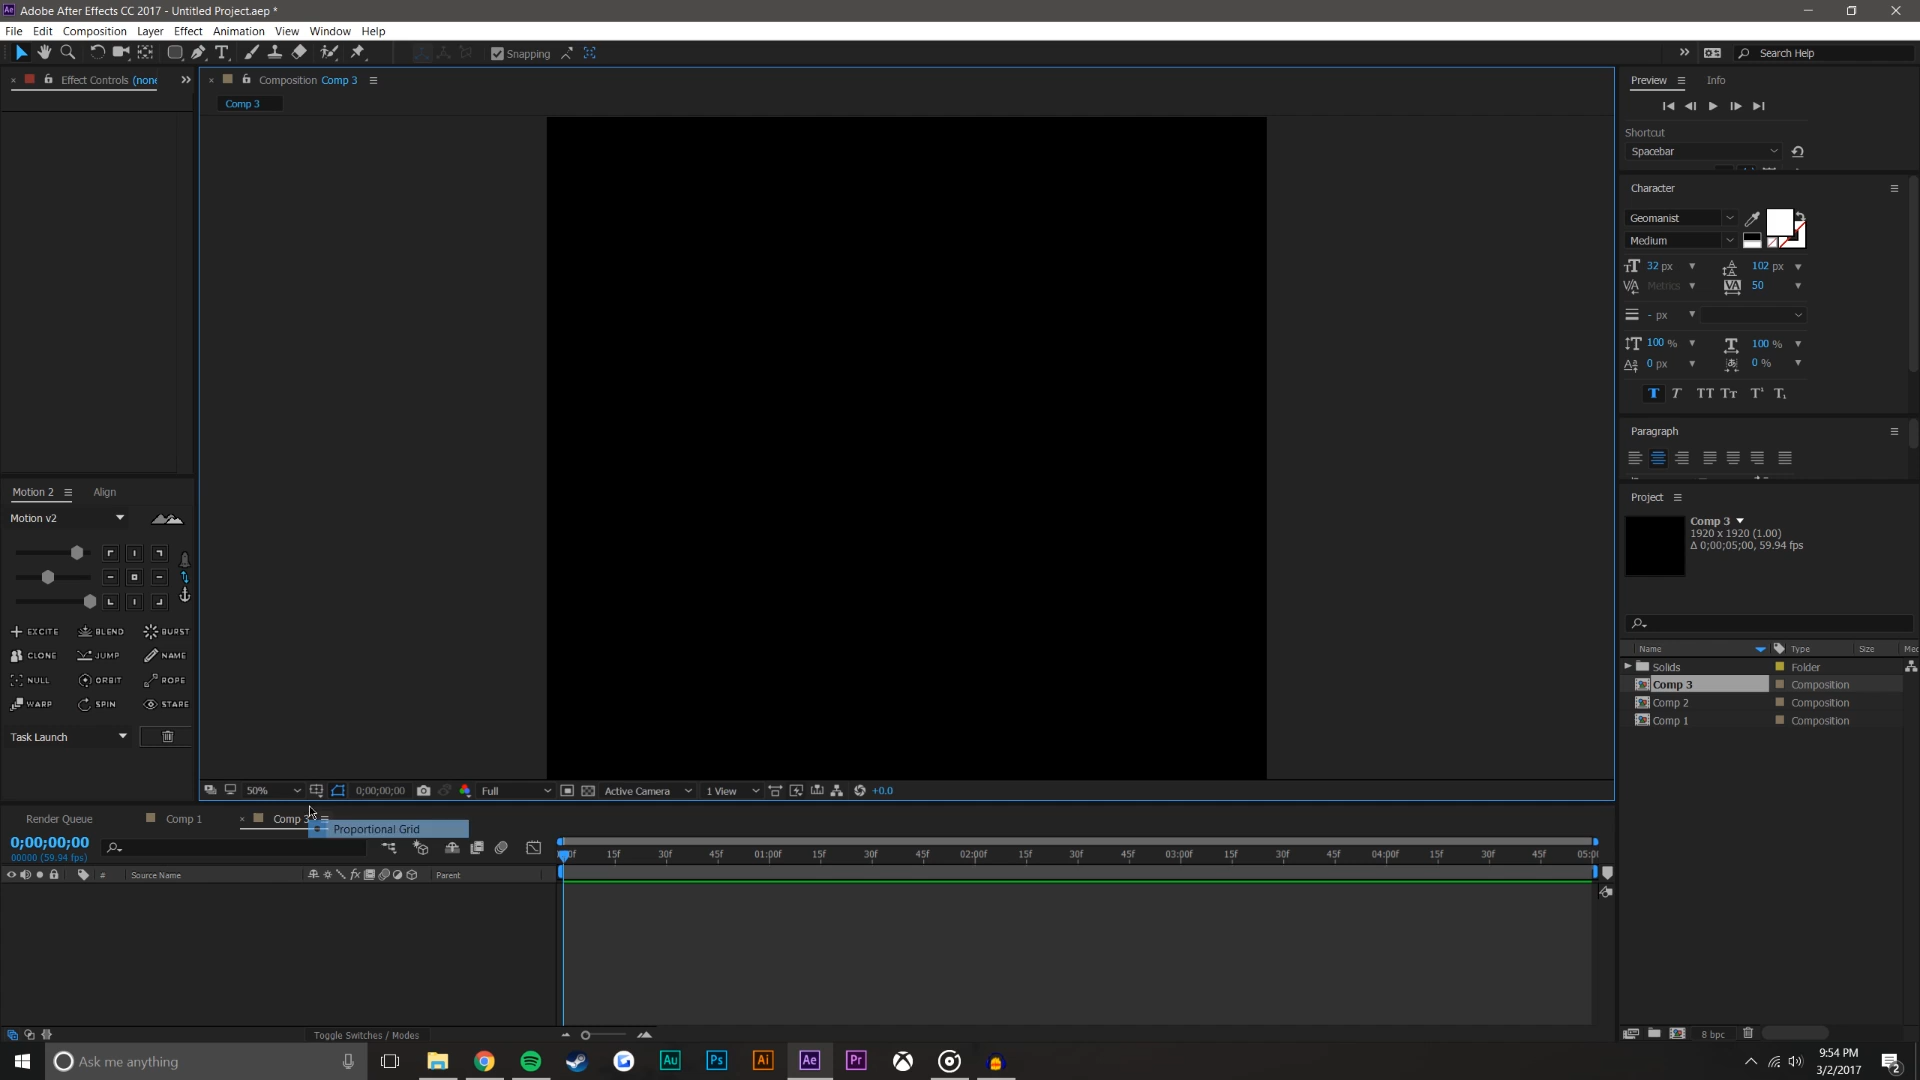 Adobe After Effects CC 2017 - Untitled Project.aep *
File Edit Composition Layer Effect Animation View Window Help
Snapping
Search Help
Effect Controls (none
Composition Comp 3
Comp 3
Preview Info
Shortcut
Spacebar
Character
Geomanist
Medium
32 px 102 px
Metrics 50
- px
100 % 100 %
0 px 0 %
Paragraph
Motion 2 Align
Motion v2
EXCITE BLEND BURST
CLONE JUMP NAME
NULL ORBIT ROPE
WARP SPIN STARE
Task Launch
Project
Comp 3
1920 x 1920 (1.00)
Δ 0;00;05;00, 59.94 fps
Name Type Size Mec
Solids Folder
Comp 3 Composition
Comp 2 Composition
Comp 1 Composition
8 bpc
50% 0;00;00;00 Full Active Camera 1 View +0.0
Render Queue Comp 1 Comp 3
Proportional Grid
0;00;00;00
00000 (59.94 fps)
# Source Name Parent
15f 30f 45f 01:00f 15f 30f 45f 02:00f 15f 30f 45f 03:00f 15f 30f 45f 04:00f 15f 30f 45f
Toggle Switches / Modes
Ask me anything
Au Ps Ai Ae Pr
9:54 PM
3/2/2017
2